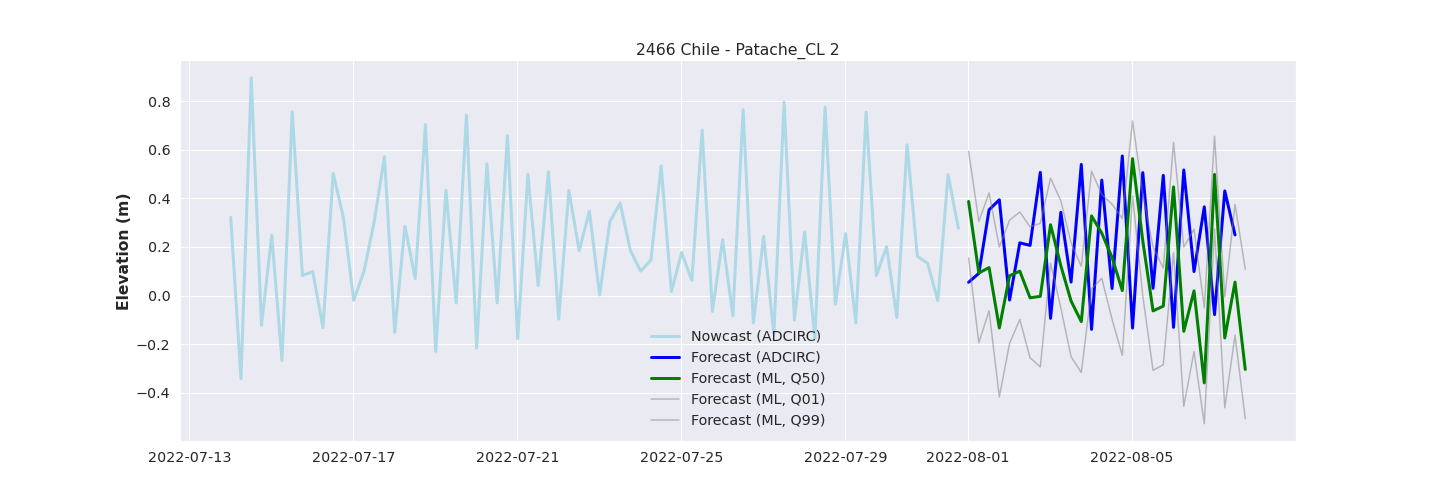 2466 Chile - Patache_CL 2
Elevation (m)
0.8
0.6
0.4
0.2
0.0
−0.2
−0.4
Nowcast (ADCIRC)
Forecast (ADCIRC)
Forecast (ML, Q50)
Forecast (ML, Q01)
Forecast (ML, Q99)
2022-07-13 2022-07-17 2022-07-21 2022-07-25 2022-07-29 2022-08-01 2022-08-05